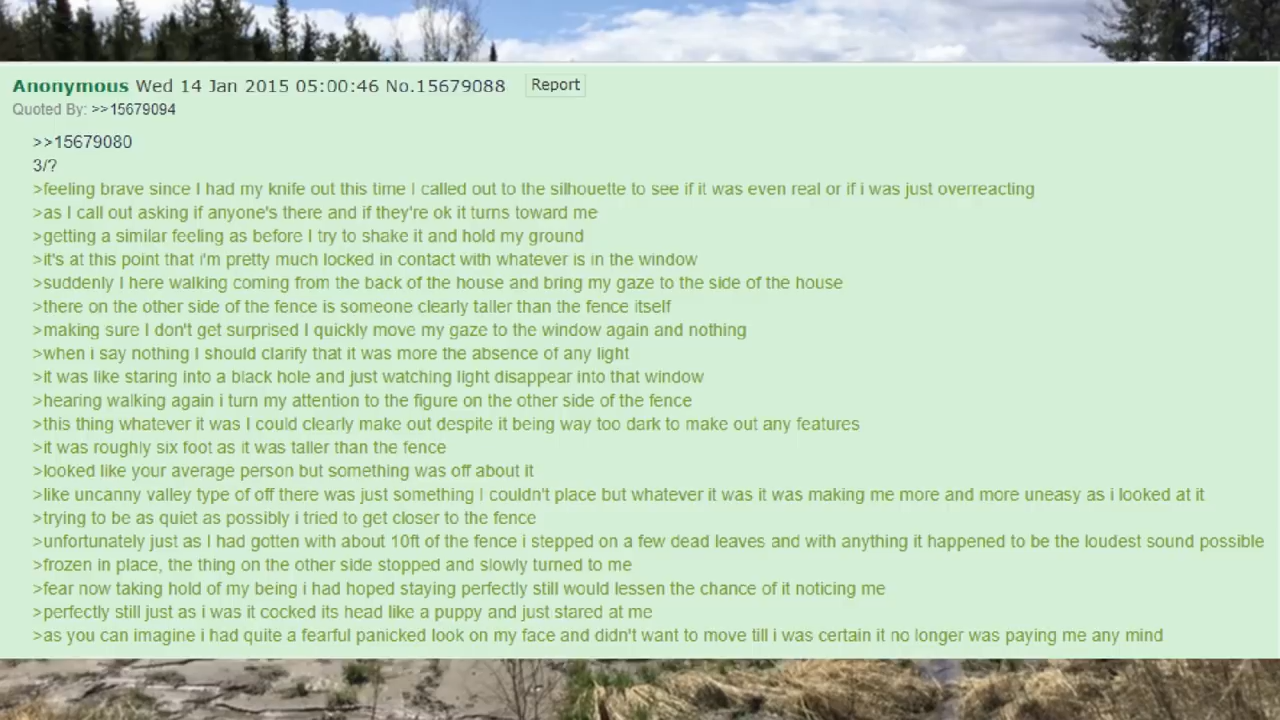 Anonymous Wed 14 Jan 2015 05:00:46 No.15679088 Report
Quoted By: >>15679094
>>15679080
3/?
>feeling brave since I had my knife out this time I called out to the silhouette to see if it was even real or if i was just overreacting
>as I call out asking if anyone's there and if they're ok it turns toward me
>getting a similar feeling as before I try to shake it and hold my ground
>it's at this point that i'm pretty much locked in contact with whatever is in the window
>suddenly I here walking coming from the back of the house and bring my gaze to the side of the house
>there on the other side of the fence is someone clearly taller than the fence itself
>making sure I don't get surprised I quickly move my gaze to the window again and nothing
>when i say nothing I should clarify that it was more the absence of any light
>it was like staring into a black hole and just watching light disappear into that window
>hearing walking again i turn my attention to the figure on the other side of the fence
>this thing whatever it was I could clearly make out despite it being way too dark to make out any features
>it was roughly six foot as it was taller than the fence
>looked like your average person but something was off about it
>like uncanny valley type of off there was just something I couldn't place but whatever it was it was making me more and more uneasy as i looked at it
>trying to be as quiet as possibly i tried to get closer to the fence
>unfortunately just as I had gotten with about 10ft of the fence i stepped on a few dead leaves and with anything it happened to be the loudest sound possible
>frozen in place, the thing on the other side stopped and slowly turned to me
>fear now taking hold of my being i had hoped staying perfectly still would lessen the chance of it noticing me
>perfectly still just as i was it cocked its head like a puppy and just stared at me
>as you can imagine i had quite a fearful panicked look on my face and didn't want to move till i was certain it no longer was paying me any mind